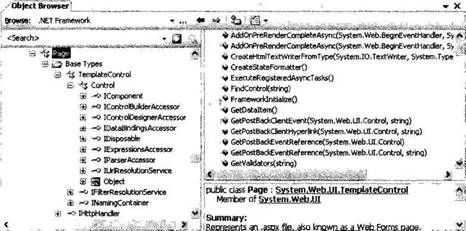 Object Browser
Browse: .NET Framework
<Search>
Page
Base Types
TemplateControl
Control
IComponent
IControlBuilderAccessor
IControlDesignerAccessor
IDataBindingsAccessor
IDisposable
IExpressionsAccessor
IParserAccessor
IUrlResolutionService
Object
IFilterResolutionService
INamingContainer
IHttpHandler
AddOnPreRenderCompleteAsync(System.Web.BeginEventHandler, Sy
AddOnPreRenderCompleteAsync(System.Web.BeginEventHandler, Sy
CreateHtmlTextWriterFromType(System.IO.TextWriter, System.Type
CreateStateFormatter()
ExecuteRegisteredAsyncTasks()
FindControl(string)
FrameworkInitialize()
GetDataItem()
GetPostBackClientEvent(System.Web.UI.Control, string)
GetPostBackClientHyperlink(System.Web.UI.Control, string)
GetPostBackEventReference(System.Web.UI.Control)
GetPostBackEventReference(System.Web.UI.Control, string)
GetValidators(string)
public class Page : System.Web.UI.TemplateControl
Member of System.Web.UI
Summary:
Represents an .aspx file, also known as a Web Forms page,